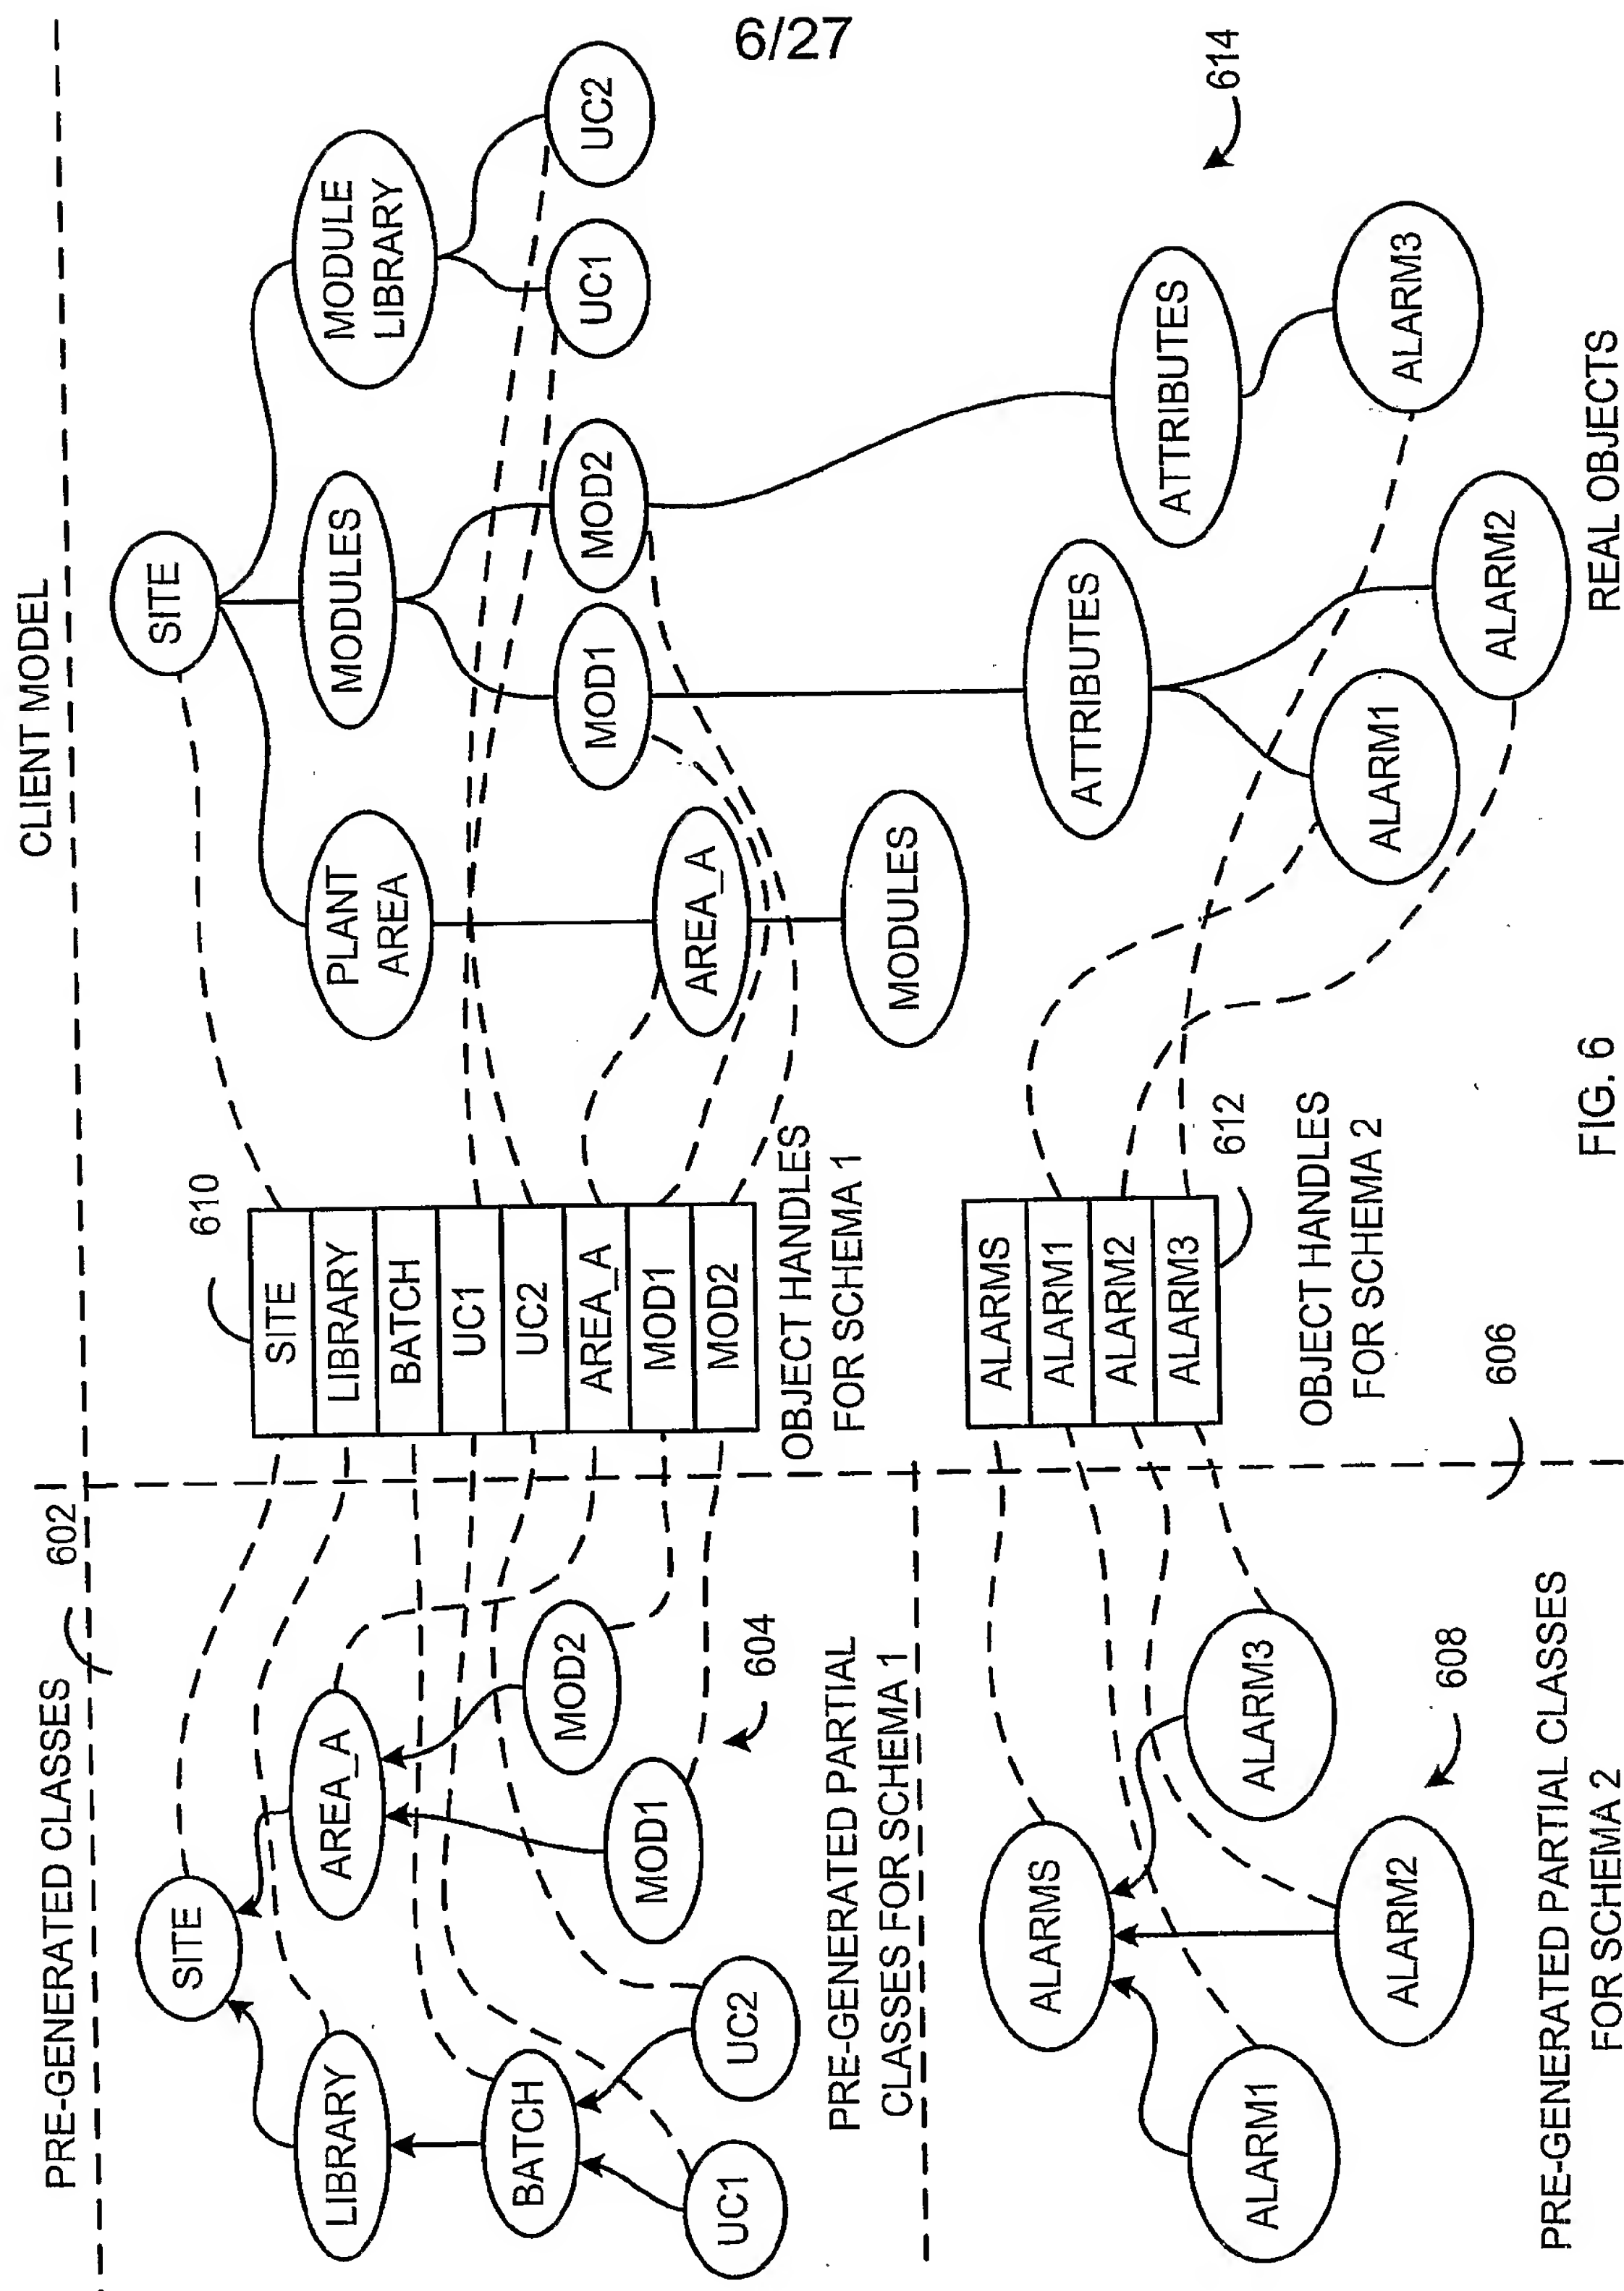 6/27
PRE-GENERATED CLASSES
602
CLIENT MODEL
SITE
LIBRARY
AREA_A
BATCH
MOD2
MOD1
UC1
UC2
604
PRE-GENERATED PARTIAL
CLASSES FOR SCHEMA 1
610
SITE
LIBRARY
BATCH
UC1
UC2
AREA_A
MOD1
MOD2
OBJECT HANDLES
FOR SCHEMA 1
SITE
PLANT
AREA
MODULES
MODULE
LIBRARY
MOD1
MOD2
UC1
UC2
AREA_A
MODULES
614
ALARMS
ALARM1
ALARM2
ALARM3
608
PRE-GENERATED PARTIAL CLASSES
FOR SCHEMA 2
606
ALARMS
ALARM1
ALARM2
ALARM3
612
OBJECT HANDLES
FOR SCHEMA 2
ATTRIBUTES
ATTRIBUTES
ALARM1
ALARM2
ALARM3
REAL OBJECTS
FIG. 6